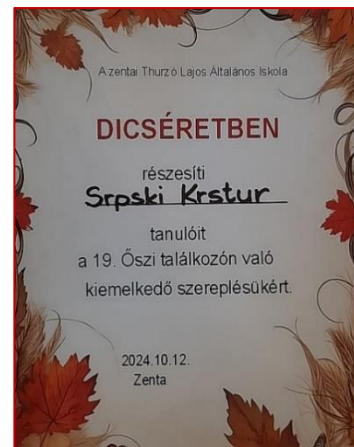 A zentai Thurzó Lajos Általános Iskola
DICSÉRETBEN
részesíti
Srpski Krstur
tanulóit
a 19. Őszi találkozón való
kiemelkedő szereplésükért.
2024.10.12.
Zenta